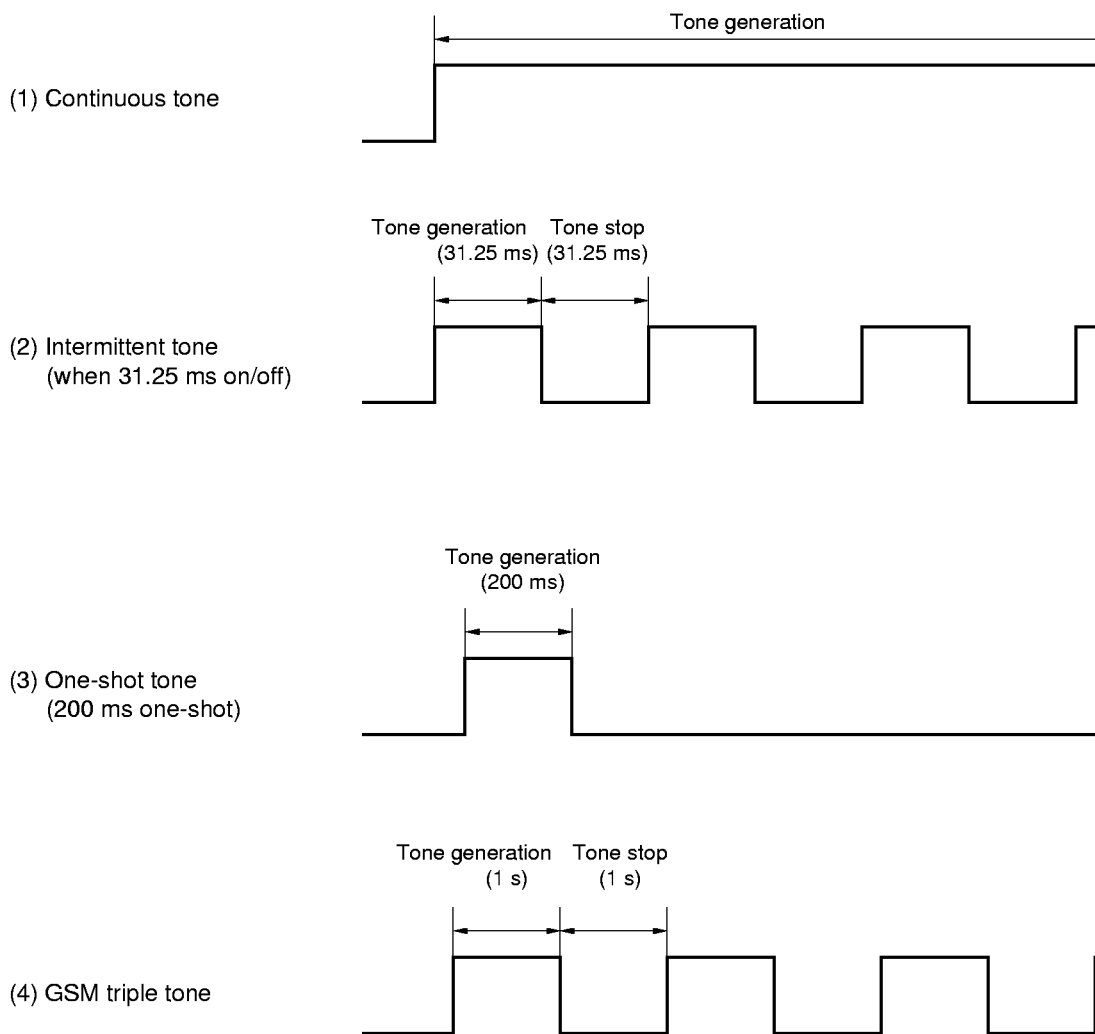 Tone generation
(1) Continuous tone
Tone generation
(31.25 ms)
Tone stop
(31.25 ms)
(2) Intermittent tone
(when 31.25 ms on/off)
Tone generation
(200 ms)
(3) One-shot tone
(200 ms one-shot)
Tone generation
(1 s)
Tone stop
(1 s)
(4) GSM triple tone